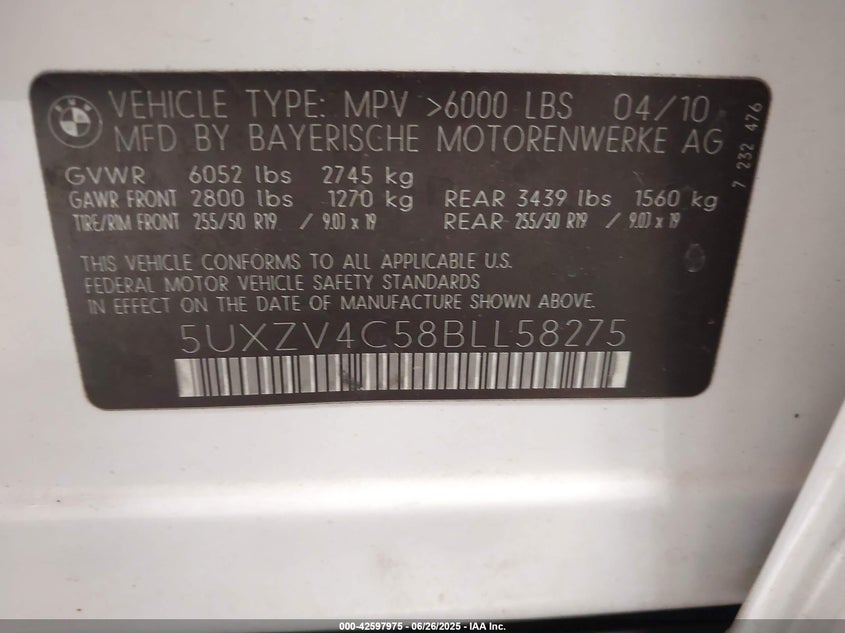 BMW
VEHICLE TYPE: MPV >6000 LBS 04/10
MFD BY BAYERISCHE MOTORENWERKE AG
7 232 476
GVWR 6052 lbs 2745 kg
GAWR FRONT 2800 lbs 1270 kg REAR 3439 lbs 1560 kg
TIRE/RIM FRONT 255/50 R19 / 9.0J x 19 REAR 255/50 R19 / 9.0J x 19
THIS VEHICLE CONFORMS TO ALL APPLICABLE U.S.
FEDERAL MOTOR VEHICLE SAFETY STANDARDS
IN EFFECT ON THE DATE OF MANUFACTURE SHOWN ABOVE.
5UXZV4C58BLL58275
000-42597975 - 06/26/2025 - IAA Inc.